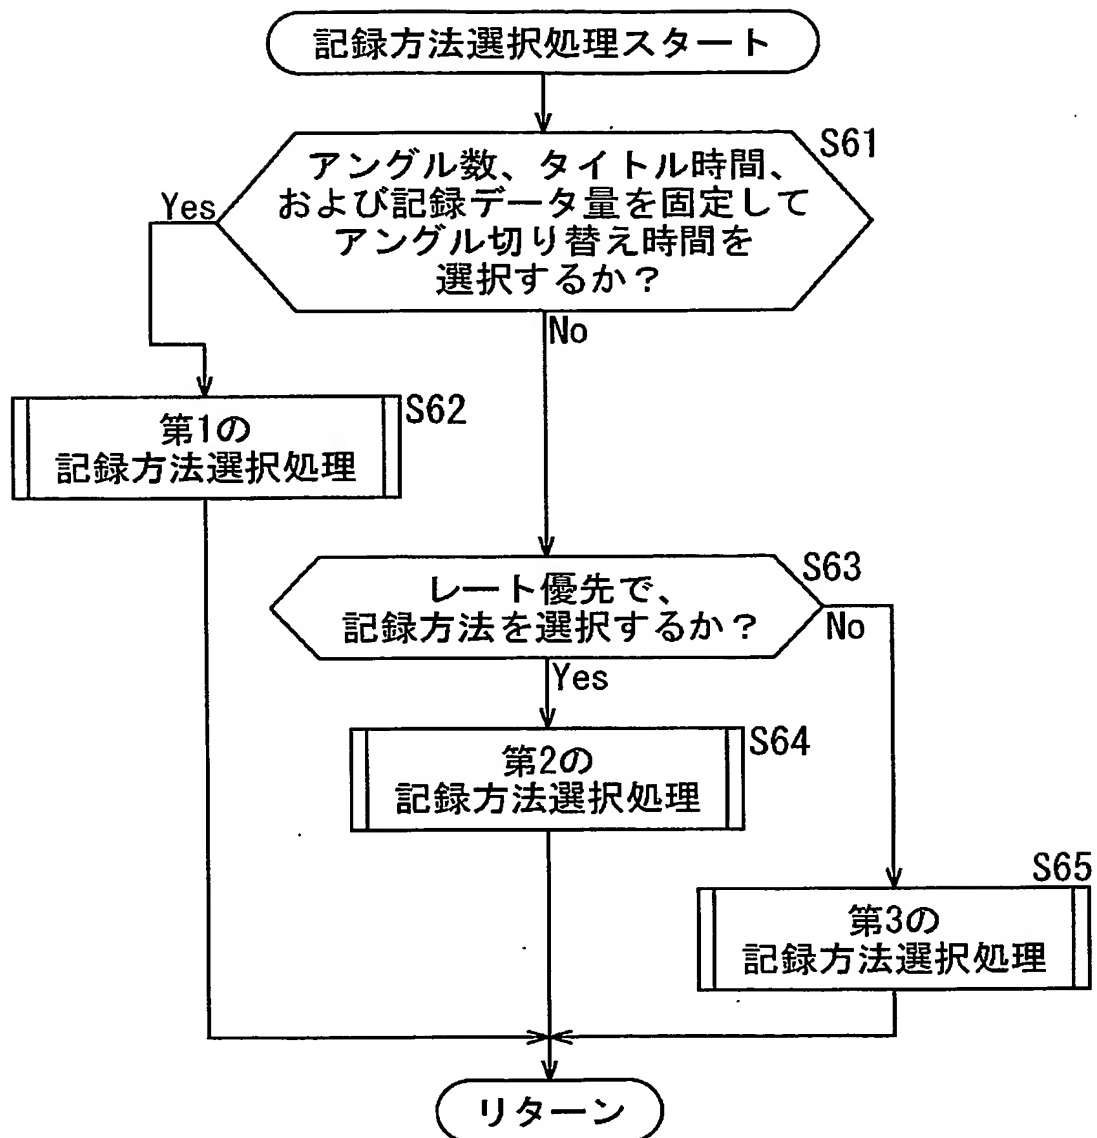 記録方法選択処理スタート
S61
アングル数、タイトル時間、
および記録データ量を固定して
アングル切り替え時間を
選択するか？
Yes
No
S62
第1の
記録方法選択処理
S63
レート優先で、
記録方法を選択するか？
No
Yes
S64
第2の
記録方法選択処理
S65
第3の
記録方法選択処理
リターン